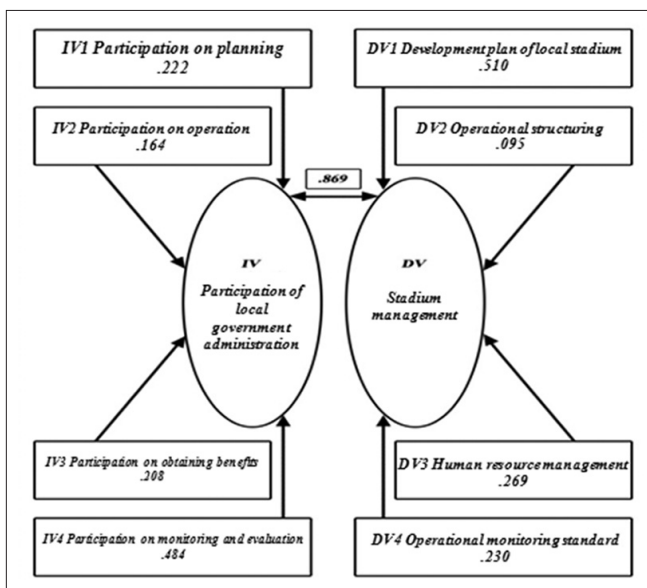 IV1 Participation on planning
.222
DV1 Development plan of local stadium
.510
IV2 Participation on operation
.164
DV2 Operational structuring
.095
.869
IV
Participation of
local
government
administration
DV
Stadium
management
IV3 Participation on obtaining benefits
.208
DV3 Human resource management
.269
IV4 Participation on monitoring and evaluation
.484
DV4 Operational monitoring standard
.230